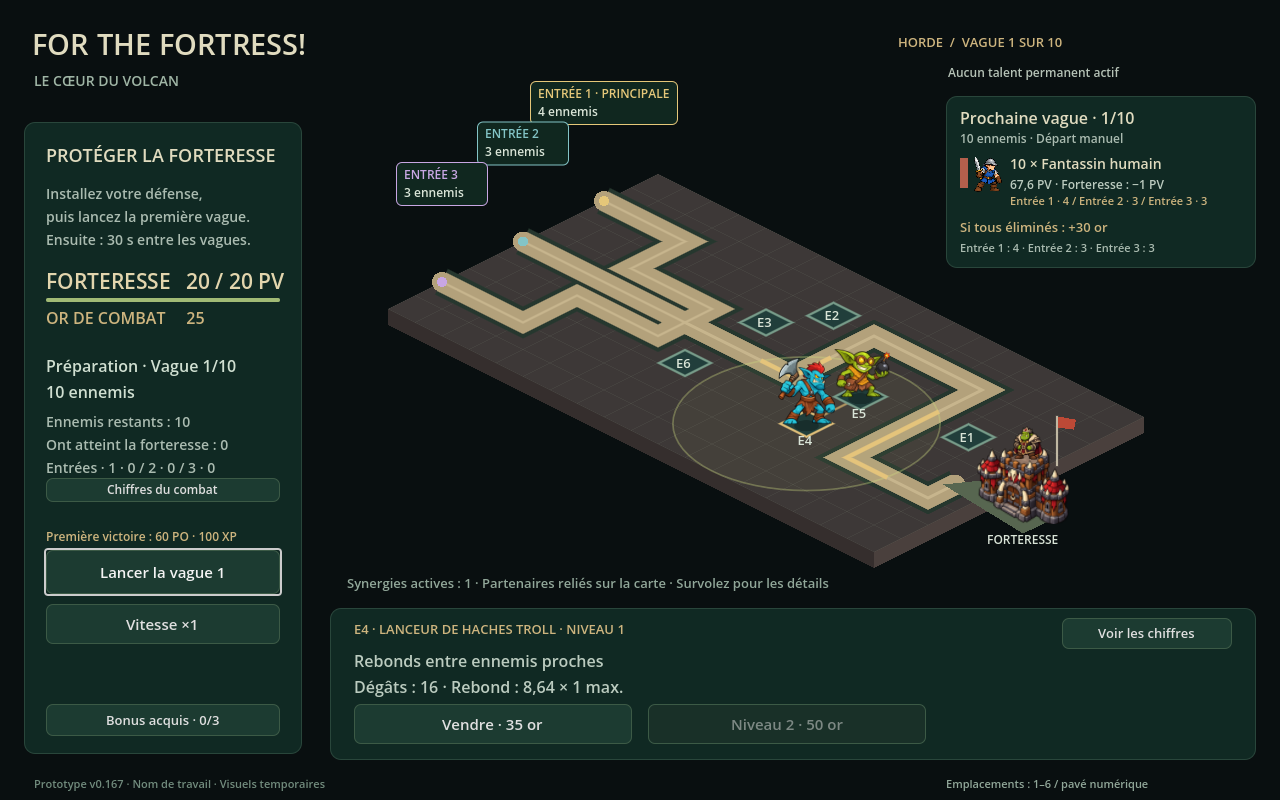 FOR THE FORTRESS!
LE CŒUR DU VOLCAN
HORDE / VAGUE 1 SUR 10
Aucun talent permanent actif
ENTRÉE 1 · PRINCIPALE
4 ennemis
ENTRÉE 2
3 ennemis
ENTRÉE 3
3 ennemis
Prochaine vague · 1/10
10 ennemis · Départ manuel
10 × Fantassin humain
67,6 PV · Forteresse : −1 PV
Entrée 1 · 4 / Entrée 2 · 3 / Entrée 3 · 3
Si tous éliminés : +30 or
Entrée 1 : 4 · Entrée 2 : 3 · Entrée 3 : 3
PROTÉGER LA FORTERESSE
Installez votre défense,
puis lancez la première vague.
Ensuite : 30 s entre les vagues.
FORTERESSE 20 / 20 PV
OR DE COMBAT 25
Préparation · Vague 1/10
10 ennemis
Ennemis restants : 10
Ont atteint la forteresse : 0
Entrées · 1 · 0 / 2 · 0 / 3 · 0
Chiffres du combat
Première victoire : 60 PO · 100 XP
Lancer la vague 1
Vitesse ×1
Bonus acquis · 0/3
E3
E2
E6
E5
E4
E1
FORTERESSE
Synergies actives : 1 · Partenaires reliés sur la carte · Survolez pour les détails
E4 · LANCEUR DE HACHES TROLL · NIVEAU 1
Voir les chiffres
Rebonds entre ennemis proches
Dégâts : 16 · Rebond : 8,64 × 1 max.
Vendre · 35 or
Niveau 2 · 50 or
Prototype v0.167 · Nom de travail · Visuels temporaires
Emplacements : 1–6 / pavé numérique